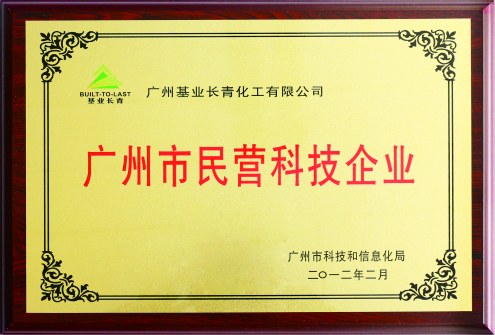 BUILT-TO-LAST
基业长青
广州基业长青化工有限公司
广州市民营科技企业
广州市科技和信息化局
二〇一二年二月